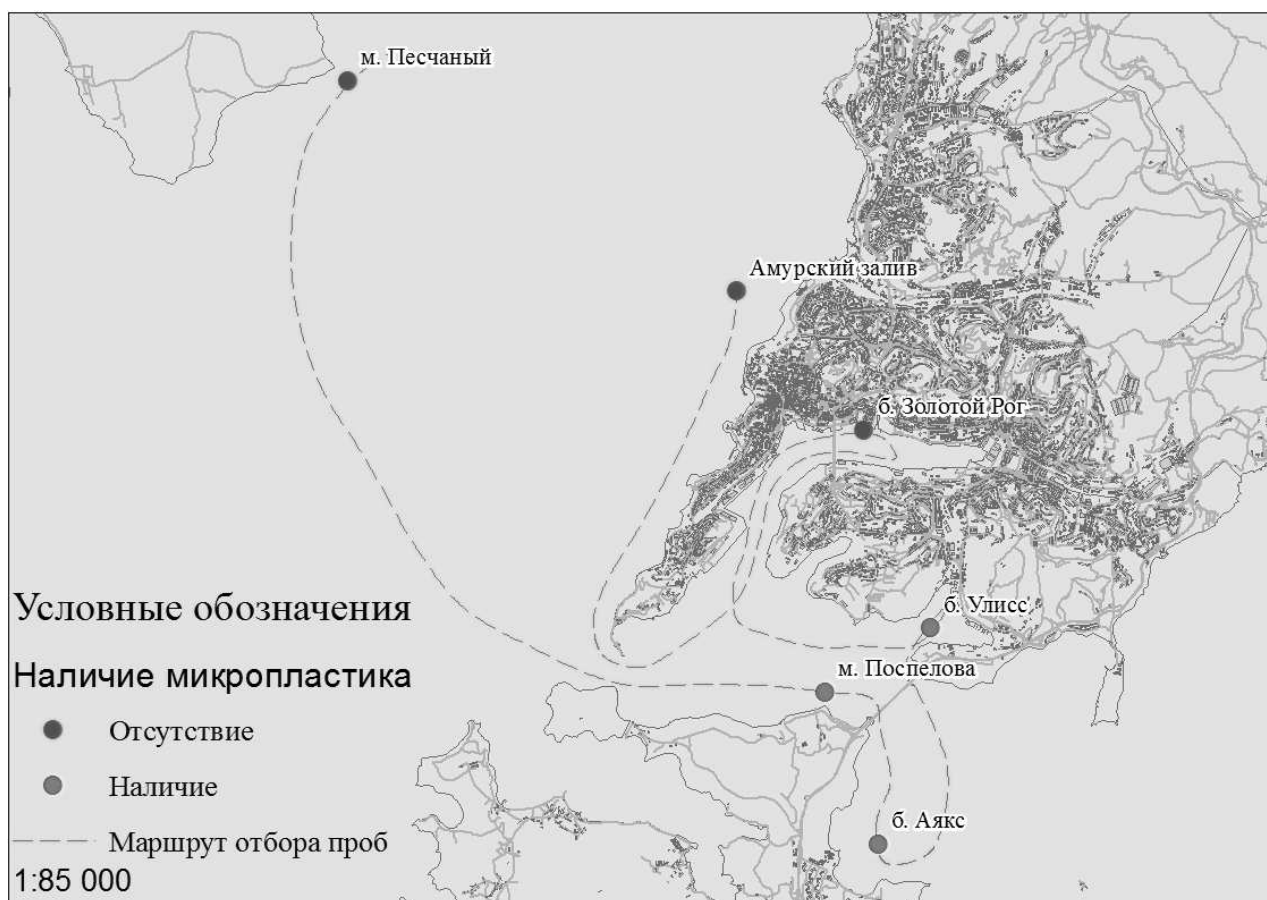 м. Песчаный
Амурский залив
б. Золотой Рог
б. Улисс
м. Поспелова
б. Аякс
Условные обозначения
Наличие микропластика
Отсутствие
Наличие
Маршрут отбора проб
1:85 000